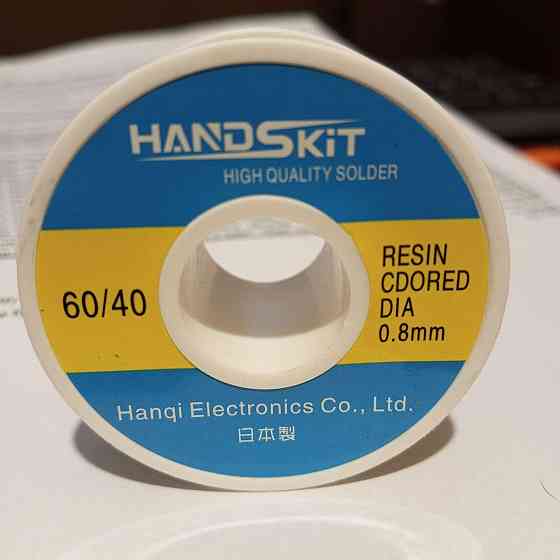 HANDSKIT
HIGH QUALITY SOLDER
60/40
RESIN
CDORED
DIA
0.8mm
Hanqi Electronics Co., Ltd.
日本製